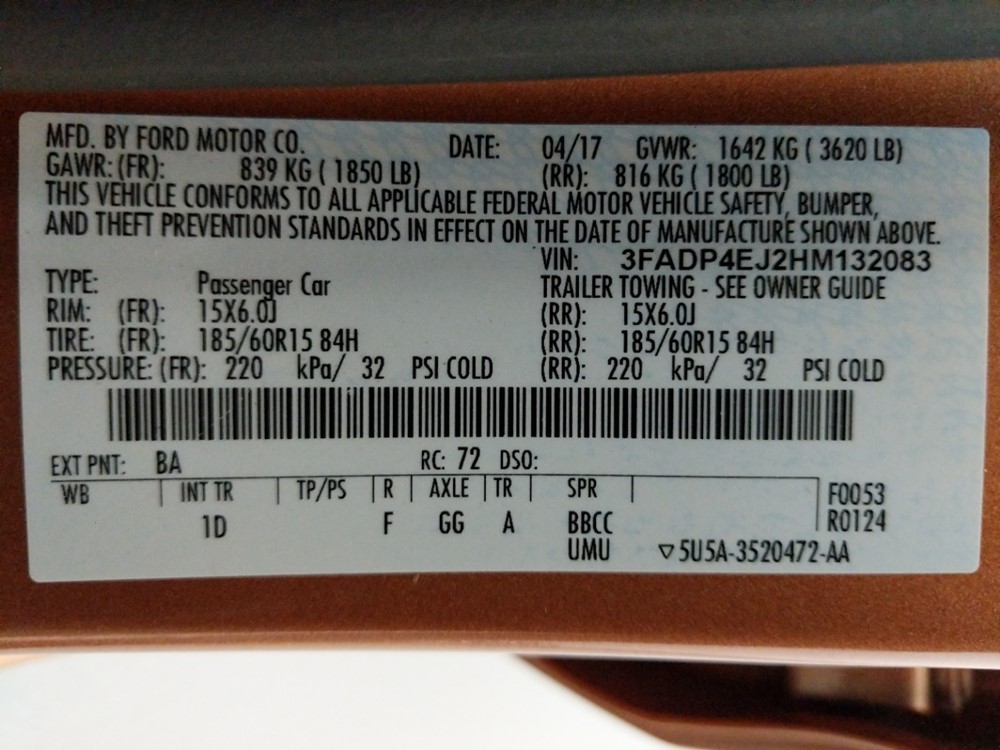 MFD. BY FORD MOTOR CO. DATE: 04/17 GVWR: 1642 KG ( 3620 LB)
GAWR: (FR): 839 KG ( 1850 LB) (RR): 816 KG ( 1800 LB)
THIS VEHICLE CONFORMS TO ALL APPLICABLE FEDERAL MOTOR VEHICLE SAFETY, BUMPER,
AND THEFT PREVENTION STANDARDS IN EFFECT ON THE DATE OF MANUFACTURE SHOWN ABOVE.
VIN: 3FADP4EJ2HM132083
TYPE: Passenger Car TRAILER TOWING - SEE OWNER GUIDE
RIM: (FR): 15X6.0J (RR): 15X6.0J
TIRE: (FR): 185/60R15 84H (RR): 185/60R15 84H
PRESSURE: (FR): 220 kPa/ 32 PSI COLD (RR): 220 kPa/ 32 PSI COLD
EXT PNT: BA RC: 72 DSO:
WB INT TR TP/PS R AXLE TR SPR F0053
1D F GG A BBCC R0124
UMU ▽5U5A-3520472-AA